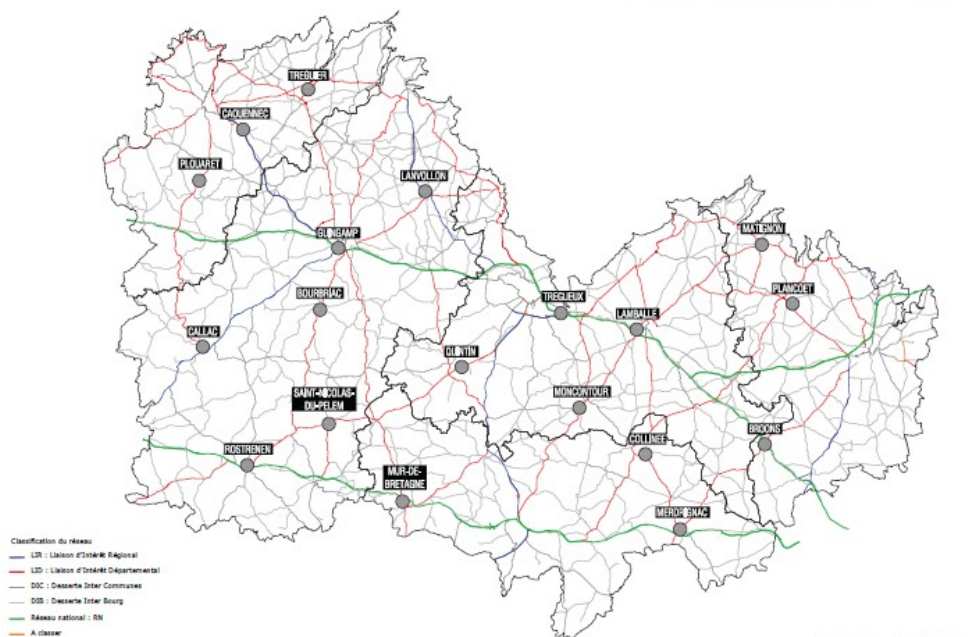 TREGUIER
CAOUENNEC
PLOUARET
LANVOLLON
GUINGAMP
MATIGNON
BOURBRIAC
TREGUEUX
PLANCOET
LAMBALLE
CALLAC
QUINTIN
SAINT-NICOLAS-
DU-PELEM
MONCONTOUR
BROONS
COLLINEE
ROSTRENEN
MUR-DE-
BRETAGNE
MERDRIGNAC
Classification du réseau
LIR : Liaison d'Intérêt Régional
LID : Liaison d'Intérêt Départemental
DIC : Desserte Inter Communes
DIB : Desserte Inter Bourg
Réseau national : RN
A classer